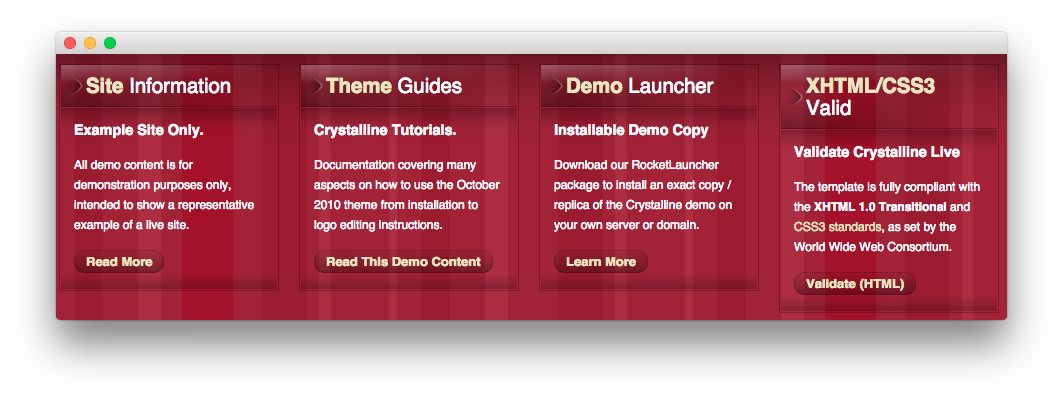 Site Information
Example Site Only.
All demo content is for
demonstration purposes only,
intended to show a representative
example of a live site.
Read More
Theme Guides
Crystalline Tutorials.
Documentation covering many
aspects on how to use the October
2010 theme from installation to
logo editing instructions.
Read This Demo Content
Demo Launcher
Installable Demo Copy
Download our RocketLauncher
package to install an exact copy /
replica of the Crystalline demo on
your own server or domain.
Learn More
XHTML/CSS3
Valid
Validate Crystalline Live
The template is fully compliant with
the XHTML 1.0 Transitional and
CSS3 standards, as set by the
World Wide Web Consortium.
Validate (HTML)